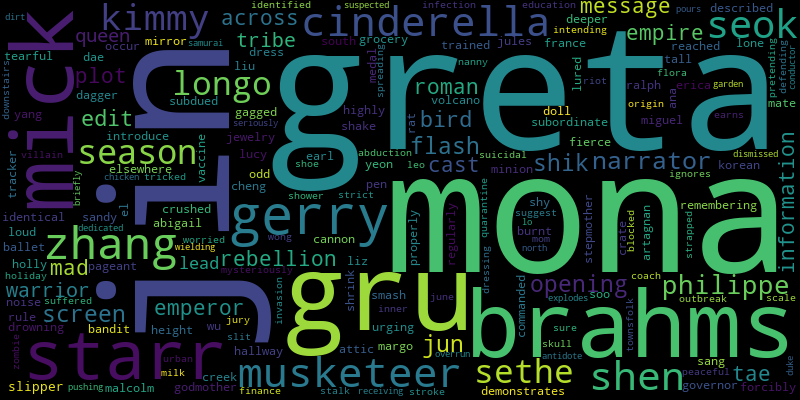 dirt kimmy across identified suspected infection education message described
queen tearful mirror samurai occur tribe cinderella intending pours seok
downstairs mick dae dress south grocery trained jules france deeper empire reached lone
plot liu medal spreading nanny lured tall pretending defending conductor
dagger subdued longo greta roman volcano riot flora
yang edit gagged highly bird doll origin ralph ana erica garden mate
seriously shake rat subordinate miguel earns fierce
villain introduce jewelry flash
tracker season elsewhere vaccine lucy shoe earl abduction suicidal cast shik narrator dismissed
chicken tricked odd yeon leo minion korean
briefly cheng shower strict pen ignores
identical sandy el crushed gerry properly mona shy remembering
loud dedicated abigail regularly quarantine suggest stepmother crate blocked artagnan strapped information
ballet zhang worried wong cannon lo burnt
wielding mom north
holly mad pageant lead rebellion liz dressing opening coach philippe
holiday mysteriously invasion shrink gru june commanded soo outbreak scale
warrior suffered emperor smash inner explodes brahms
noise screen jury antidote sure townsfolk
rule bandit height wu hallway urging jun skull
drowning slit attic overrun sang
zombie starr urban margo musketeer sethe shen peaceful tae duke
slipper milk creek governor
pushing malcolm godmother finance stalk receiving stroke demonstrates forcibly